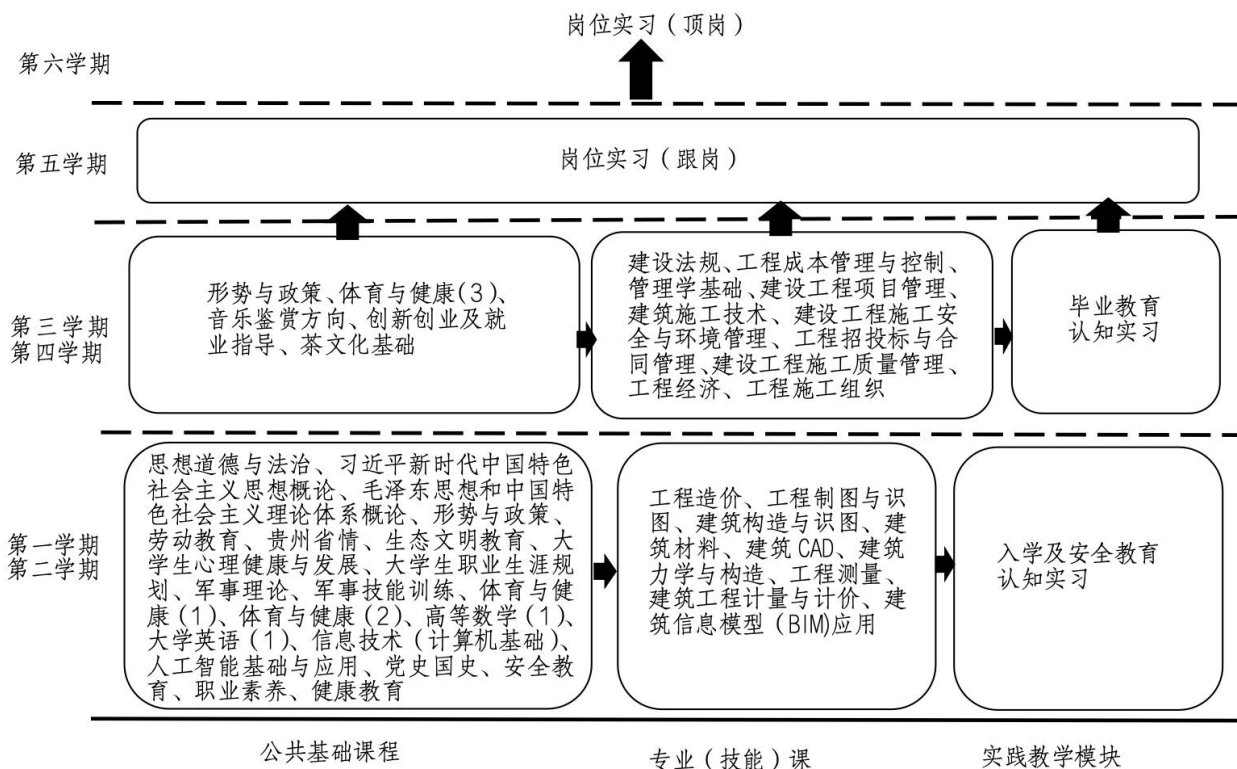 岗位实习(顶岗)
第六学期
第五学期
岗位实习(跟岗)
第三学期
第四学期
形势与政策、体育与健康(3)、
音乐鉴赏方向、创新创业及就
业指导、茶文化基础
建设法规、工程成本管理与控制、
管理学基础、建设工程项目管理、
建筑施工技术、建设工程施工安
全与环境管理、工程招投标与合
同管理、建设工程施工质量管理、
工程经济、工程施工组织
毕业教育
认知实习
第一学期
第二学期
思想道德与法治、习近平新时代中国特色
社会主义思想概论、毛泽东思想和中国特
色社会主义理论体系概论、形势与政策、
劳动教育、贵州省情、生态文明教育、大
学生心理健康与发展、大学生职业生涯规
划、军事理论、军事技能训练、体育与健
康(1)、体育与健康(2)、高等数学(1)、
大学英语(1)、信息技术(计算机基础)、
人工智能基础与应用、党史国史、安全教
育、职业素养、健康教育
工程造价、工程制图与识
图、建筑构造与识图、建
筑材料、建筑CAD、建筑
力学与构造、工程测量、
建筑工程计量与计价、建
筑信息模型(BIM)应用
入学及安全教育
认知实习
公共基础课程
专业(技能)课
实践教学模块